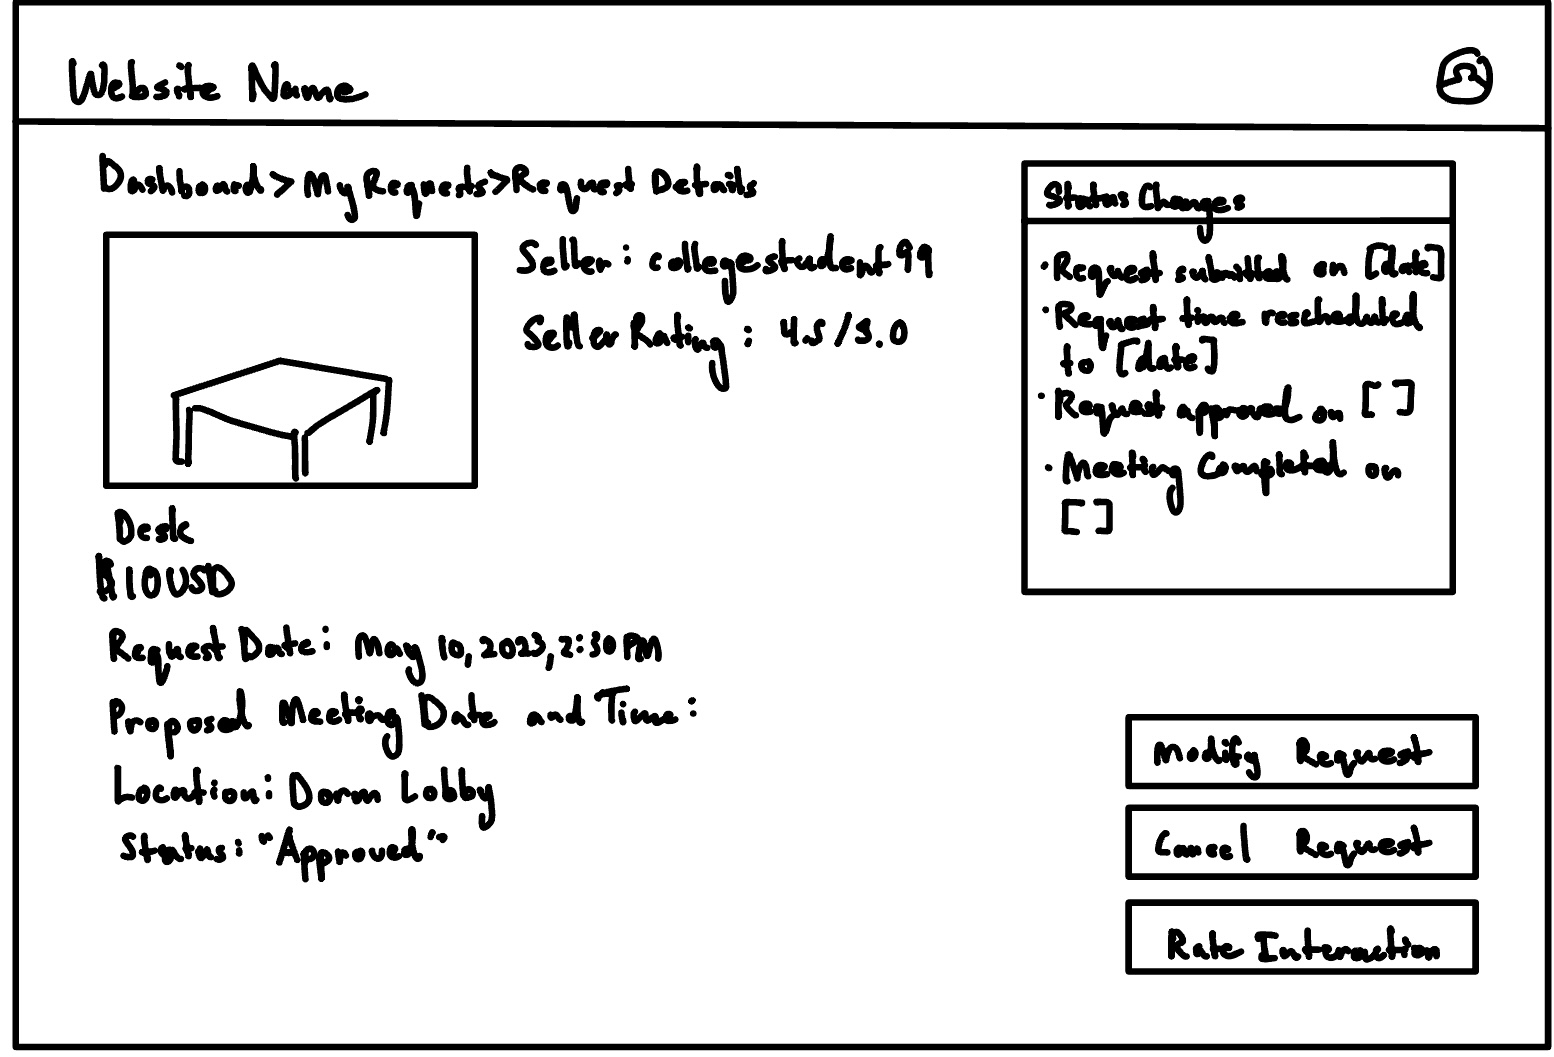 Website Name
Dashboard > My Requests > Request Details
Seller: collegestudent99
Seller Rating: 4.5/5.0
Desk
$10USD
Request Date: May 10, 2023, 2:30 PM
Proposed Meeting Date and Time:
Location: Dorm Lobby
Status: "Approved"
Status Changes
· Request submitted on [date]
· Request time rescheduled
to [date]
· Request approved on [ ]
· Meeting Completed on
[ ]
Modify Request
Cancel Request
Rate Interaction